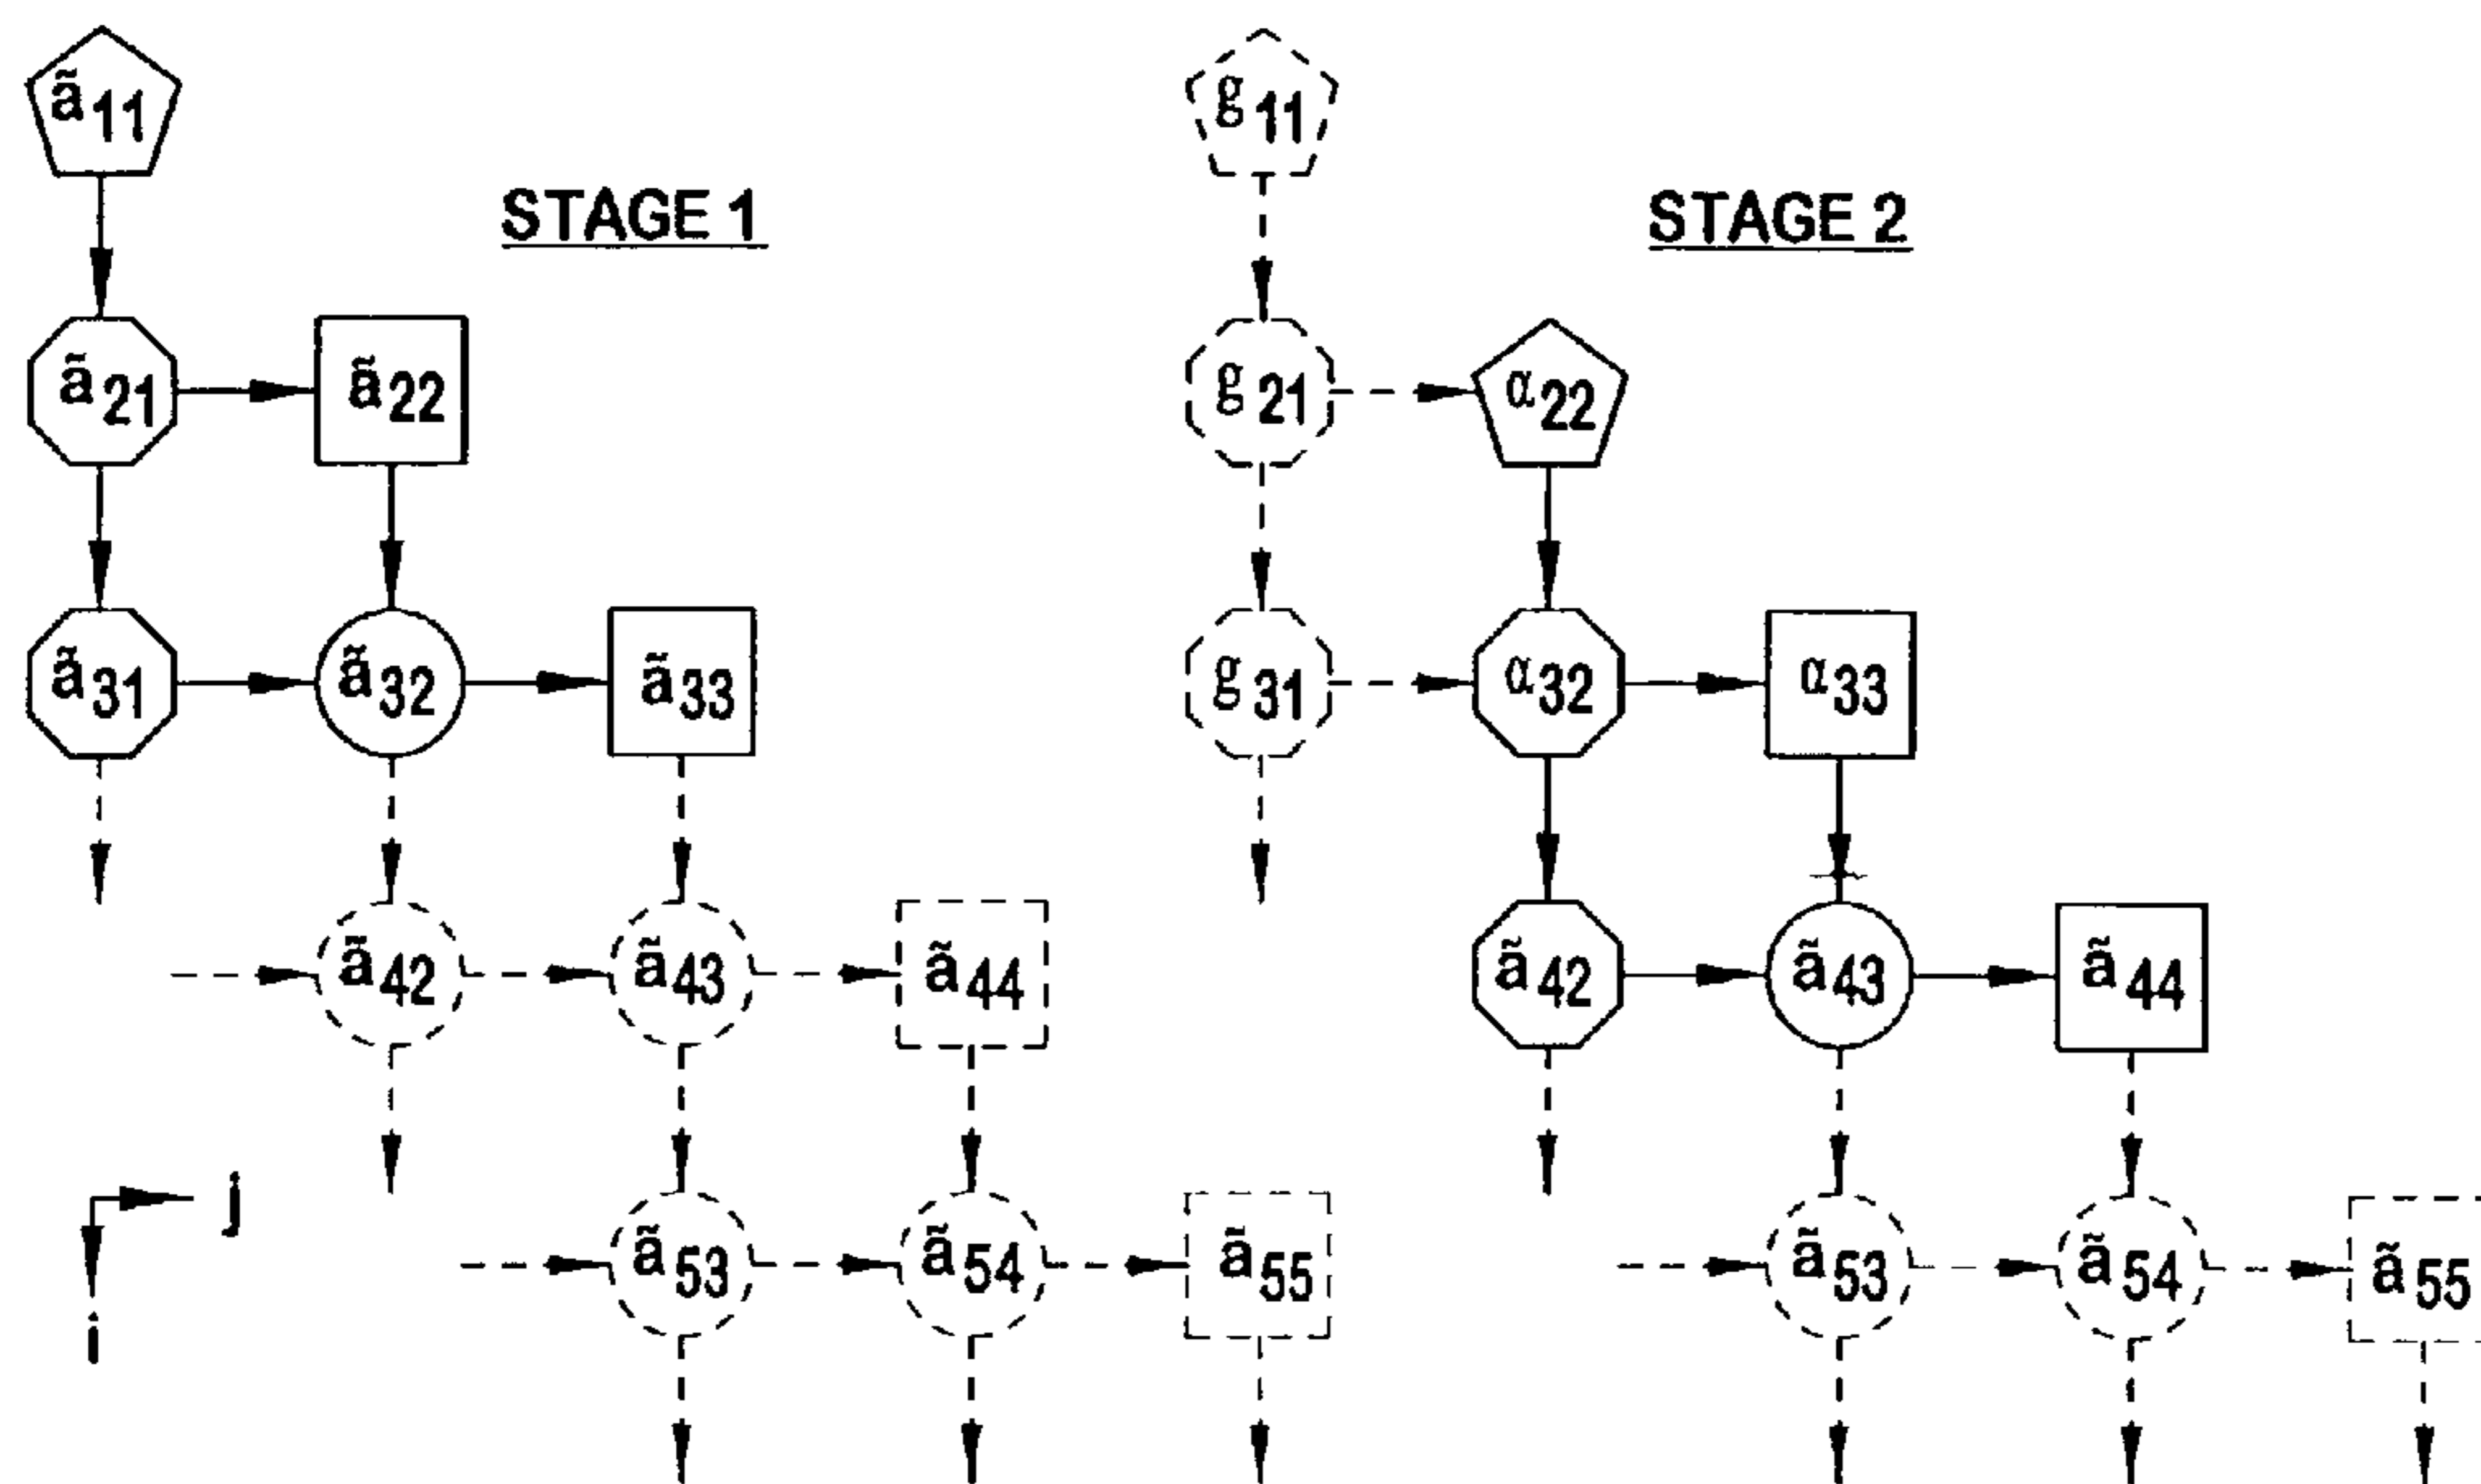 ã11 g11
STAGE 1 STAGE 2
ã21 ã22 g21 α22
ã31 ã32 ã33 g31 α32 α33
ã42 ã43 ã44 ã42 ã43 ã44
j
ã53 ã54 ã55 ã53 ã54 ã55
i